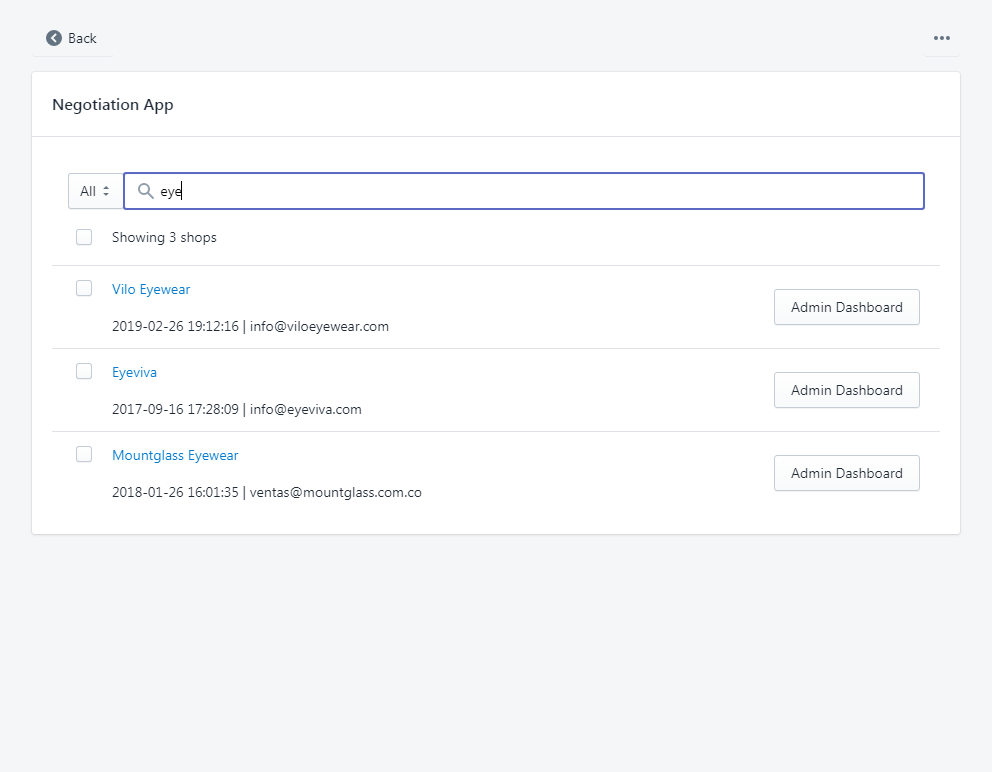 Back
Negotiation App
All
eye
Showing 3 shops
Vilo Eyewear
2019-02-26 19:12:16 | info@viloeyewear.com
Admin Dashboard
Eyeviva
2017-09-16 17:28:09 | info@eyeviva.com
Admin Dashboard
Mountglass Eyewear
2018-01-26 16:01:35 | ventas@mountglass.com.co
Admin Dashboard